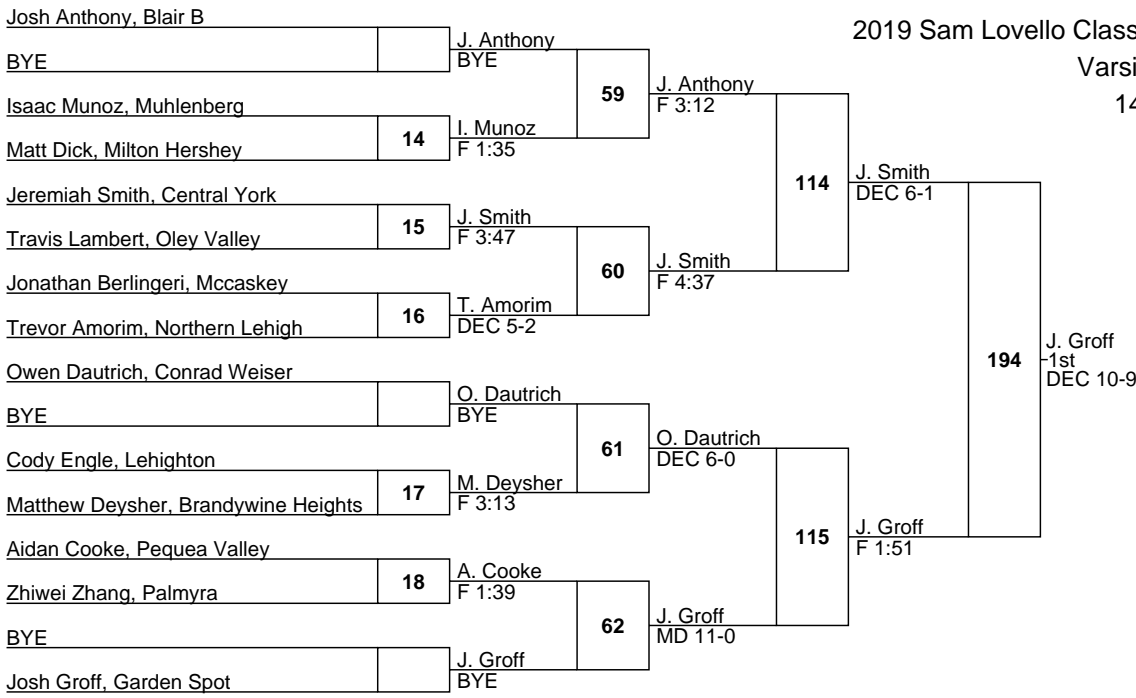 2019 Sam Lovello Class
Varsi
14
Josh Anthony, Blair B
BYE
Isaac Munoz, Muhlenberg
Matt Dick, Milton Hershey
Jeremiah Smith, Central York
Travis Lambert, Oley Valley
Jonathan Berlingeri, Mccaskey
Trevor Amorim, Northern Lehigh
Owen Dautrich, Conrad Weiser
BYE
Cody Engle, Lehighton
Matthew Deysher, Brandywine Heights
Aidan Cooke, Pequea Valley
Zhiwei Zhang, Palmyra
BYE
Josh Groff, Garden Spot
14
15
16
17
18
J. Anthony
BYE
I. Munoz
F 1:35
J. Smith
F 3:47
T. Amorim
DEC 5-2
O. Dautrich
BYE
M. Deysher
F 3:13
A. Cooke
F 1:39
J. Groff
BYE
59
60
61
62
J. Anthony
F 3:12
J. Smith
F 4:37
O. Dautrich
DEC 6-0
J. Groff
MD 11-0
114
115
J. Smith
DEC 6-1
J. Groff
F 1:51
194
J. Groff
1st
DEC 10-9